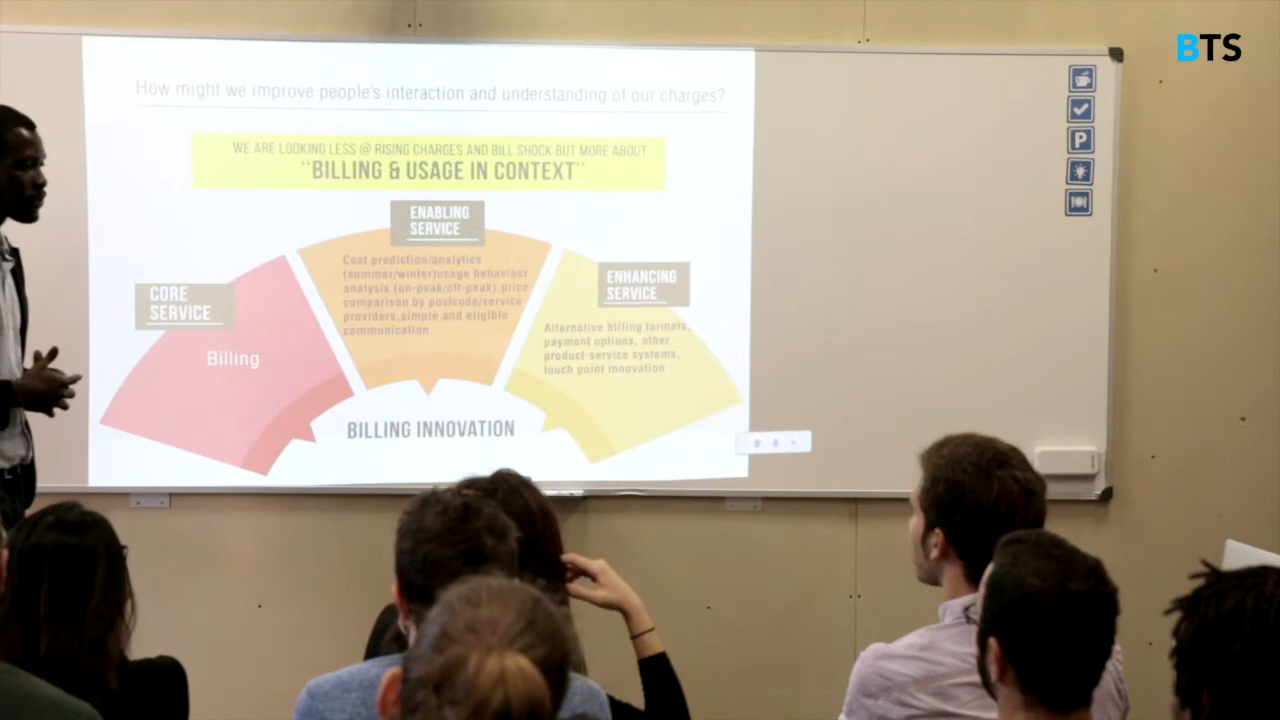 BTS
How might we improve people's interaction and understanding of our charges?
WE ARE LOOKING LESS @ RISING CHARGES AND BILL SHOCK BUT MORE ABOUT
"BILLING & USAGE IN CONTEXT"
ENABLING
SERVICE
Cost prediction/analytics
(summer/winter)usage behaviour
analysis (on-peak/off-peak),price
comparison by postcode/service
providers,simple and eligible
communication
CORE
SERVICE
Billing
ENHANCING
SERVICE
Alternative billing formats,
payment options, other
product-service systems,
touch point innovation
BILLING INNOVATION
P